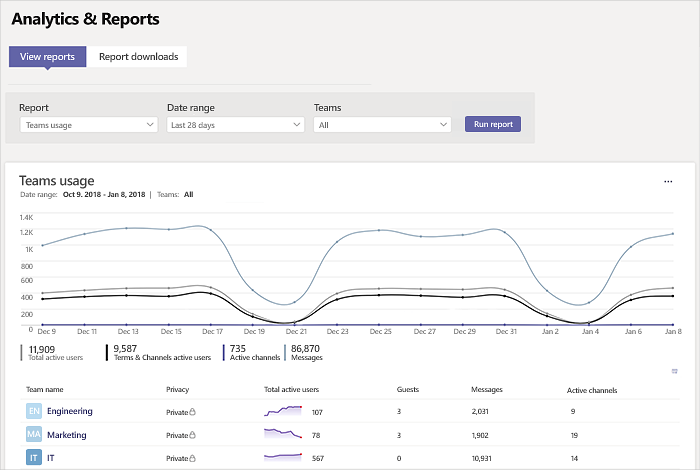 Analytics & Reports
View reports Report downloads
Report Date range Teams
Teams usage Last 28 days All Run report
Teams usage
Date range: Oct 9. 2018 - Jan 8, 2018 | Teams: All
1.4K
1.2K
1K
800
600
400
200
0
Dec 9 Dec 11 Dec 13 Dec 15 Dec 17 Dec 19 Dec 21 Dec 23 Dec 25 Dec 27 Dec 29 Dec 31 Jan 2 Jan 4 Jan 6 Jan 8
11,909 9,587 735 86,870
Total active users Terms & Channels active users Active channels Messages
Team name Privacy Total active users Guests Messages Active channels
EN Engineering Private 107 3 2,031 9
MA Marketing Private 78 3 1,902 19
IT IT Private 567 0 10,931 14